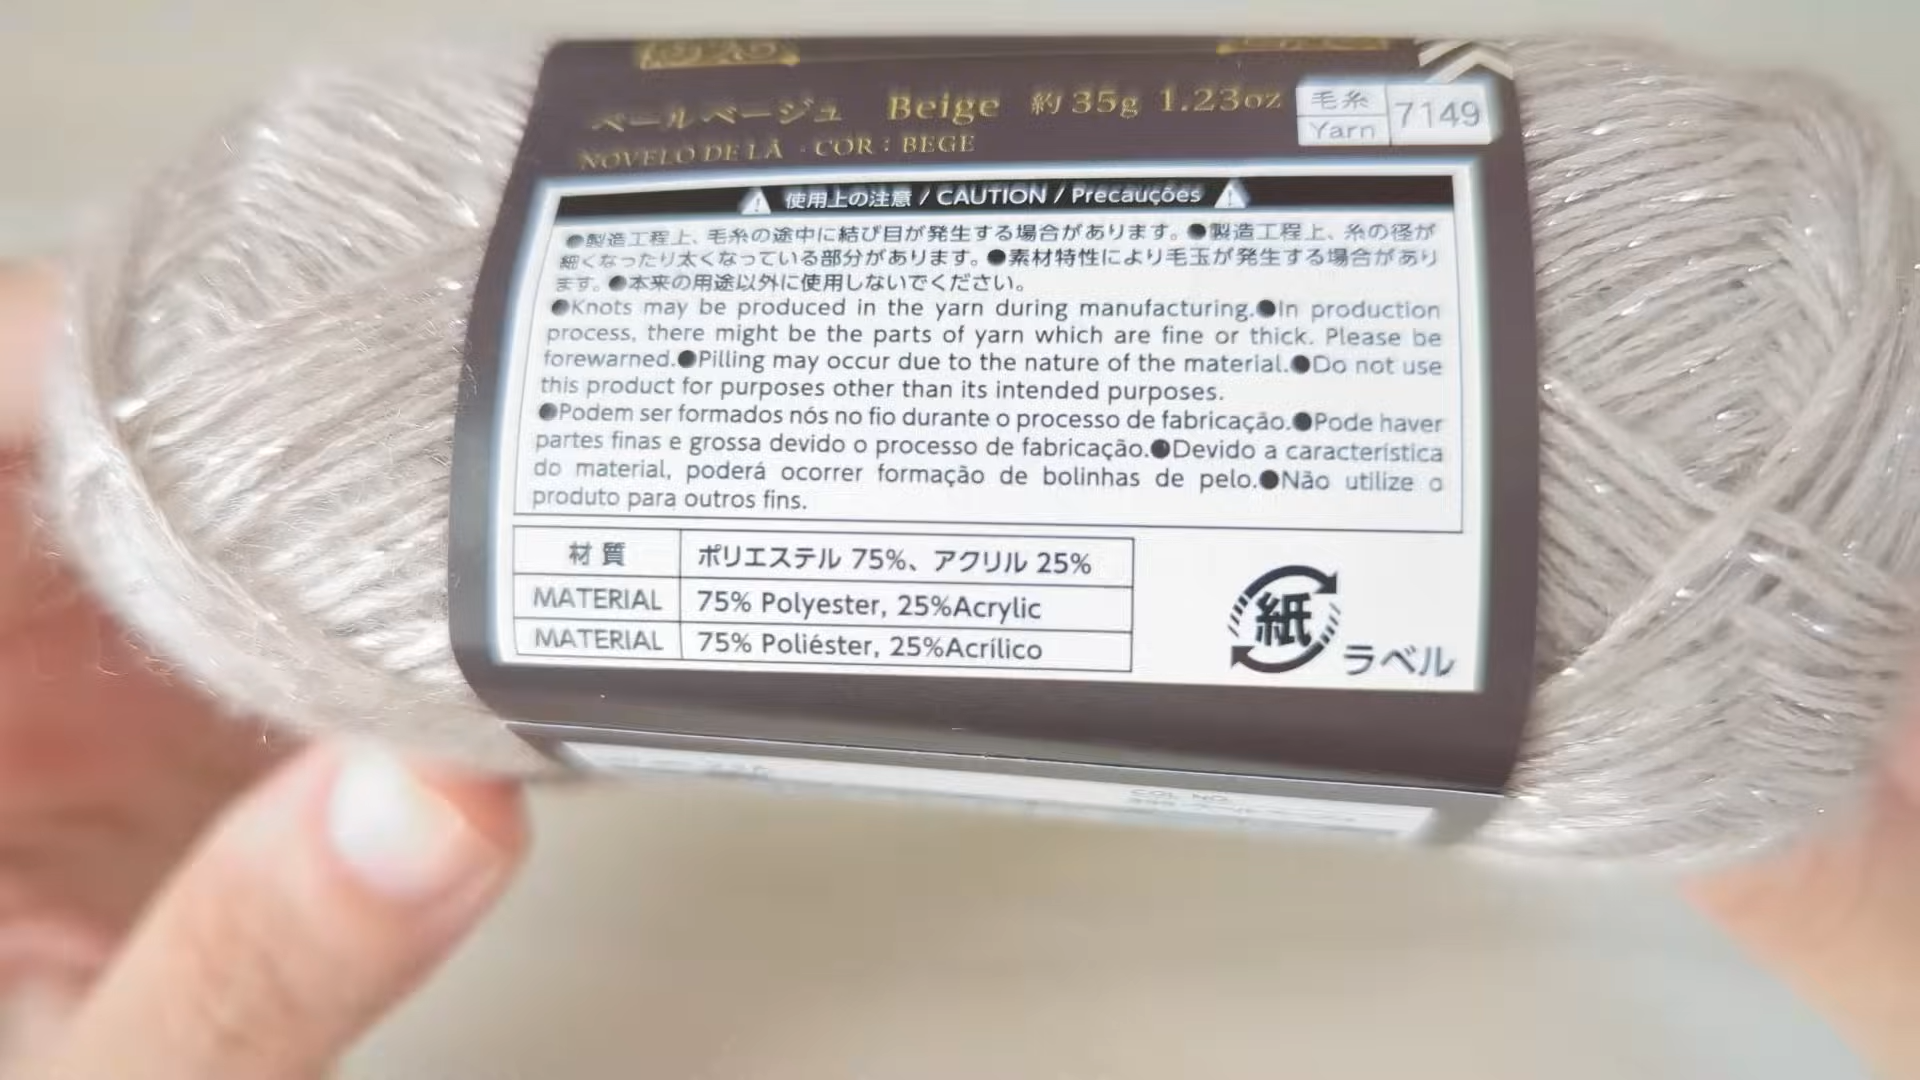 ペールベージュ Beige 約35g 1.23oz
毛糸 Yarn 7149
NOVELO DE LÃ - COR : BEGE
使用上の注意 / CAUTION / Precauções
●製造工程上、毛糸の途中に結び目が発生する場合があります。●製造工程上、糸の径が
細くなったり太くなっている部分があります。●素材特性により毛玉が発生する場合があり
ます。●本来の用途以外に使用しないでください。
●Knots may be produced in the yarn during manufacturing.●In production
process, there might be the parts of yarn which are fine or thick. Please be
forewarned.●Pilling may occur due to the nature of the material.●Do not use
this product for purposes other than its intended purposes.
●Podem ser formados nós no fio durante o processo de fabricação.●Pode haver
partes finas e grossa devido o processo de fabricação.●Devido a característica
do material, poderá ocorrer formação de bolinhas de pelo.●Não utilize o
produto para outros fins.
材質 ポリエステル 75%、アクリル 25%
MATERIAL 75% Polyester, 25%Acrylic
MATERIAL 75% Poliéster, 25%Acrílico
紙 ラベル
COL NO.